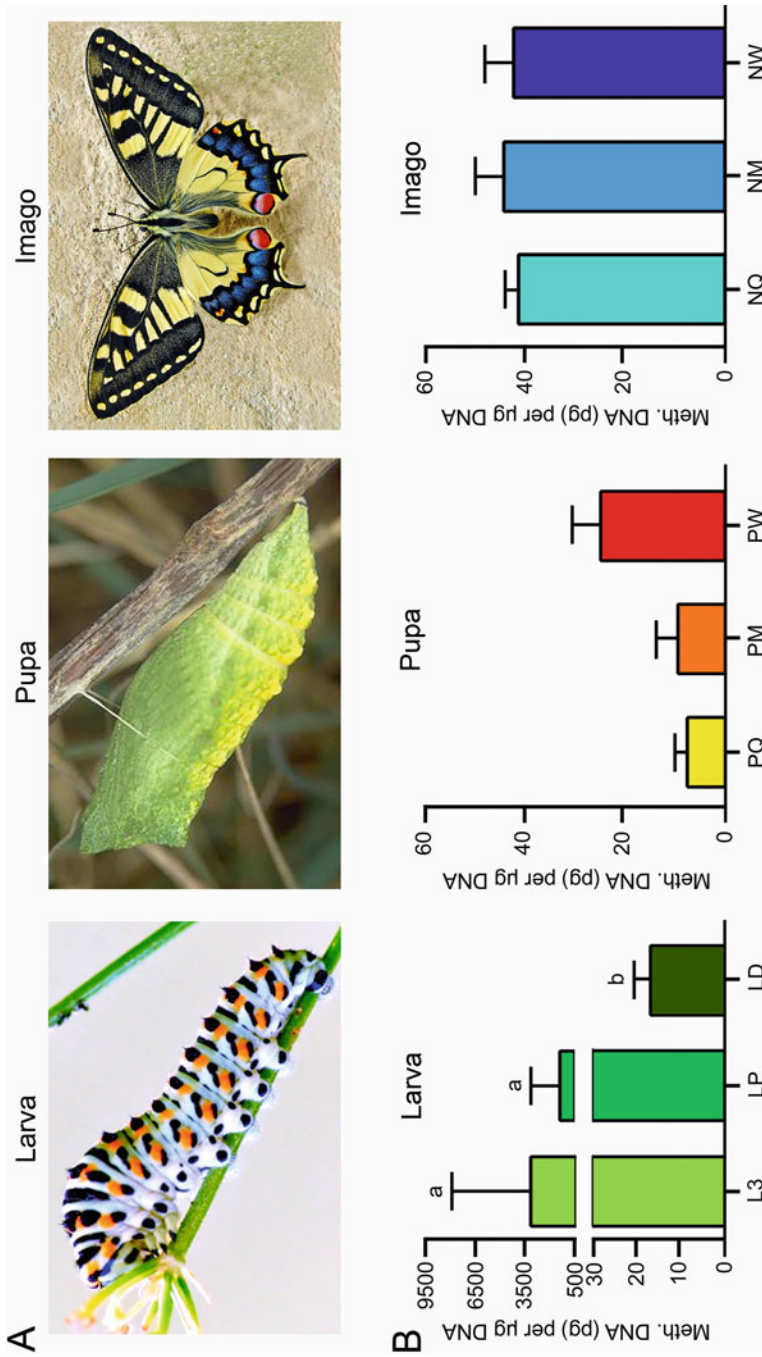 A
Larva
Pupa
Imago
B
Larva
Meth. DNA (pg) per µg DNA
9500
6500
3500
500
30
20
10
0
a
a
b
L3
LP
LD
Pupa
Meth. DNA (pg) per µg DNA
60
40
20
0
PQ
PM
PW
Imago
Meth. DNA (pg) per µg DNA
60
40
20
0
NQ
NM
NW